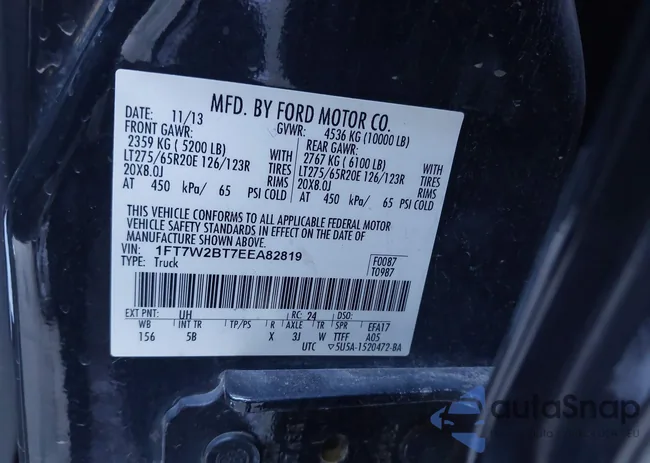 MFD. BY FORD MOTOR CO.
DATE: 11/13 GVWR: 4536 KG (10000 LB)
FRONT GAWR: REAR GAWR:
2359 KG ( 5200 LB) WITH 2767 KG ( 6100 LB) WITH
LT275/65R20E 126/123R TIRES LT275/65R20E 126/123R TIRES
20X8.0J RIMS 20X8.0J RIMS
AT 450 kPa/ 65 PSI COLD AT 450 kPa/ 65 PSI COLD
THIS VEHICLE CONFORMS TO ALL APPLICABLE FEDERAL MOTOR
VEHICLE SAFETY AND THEFT PREVENTION STANDARDS IN EFFECT ON THE DATE OF
MANUFACTURE SHOWN ABOVE.
VIN: 1FT7W2BT7EEA82819 F0087
TYPE: Truck T0987
EXT PNT: UH RC: 24 DSO:
WB INT TR TP/PS R AXLE TR SPR EFA17
156 5B X 3J W TTFF A05
UTC ▽5U5A-1520472-BA
autoSnap